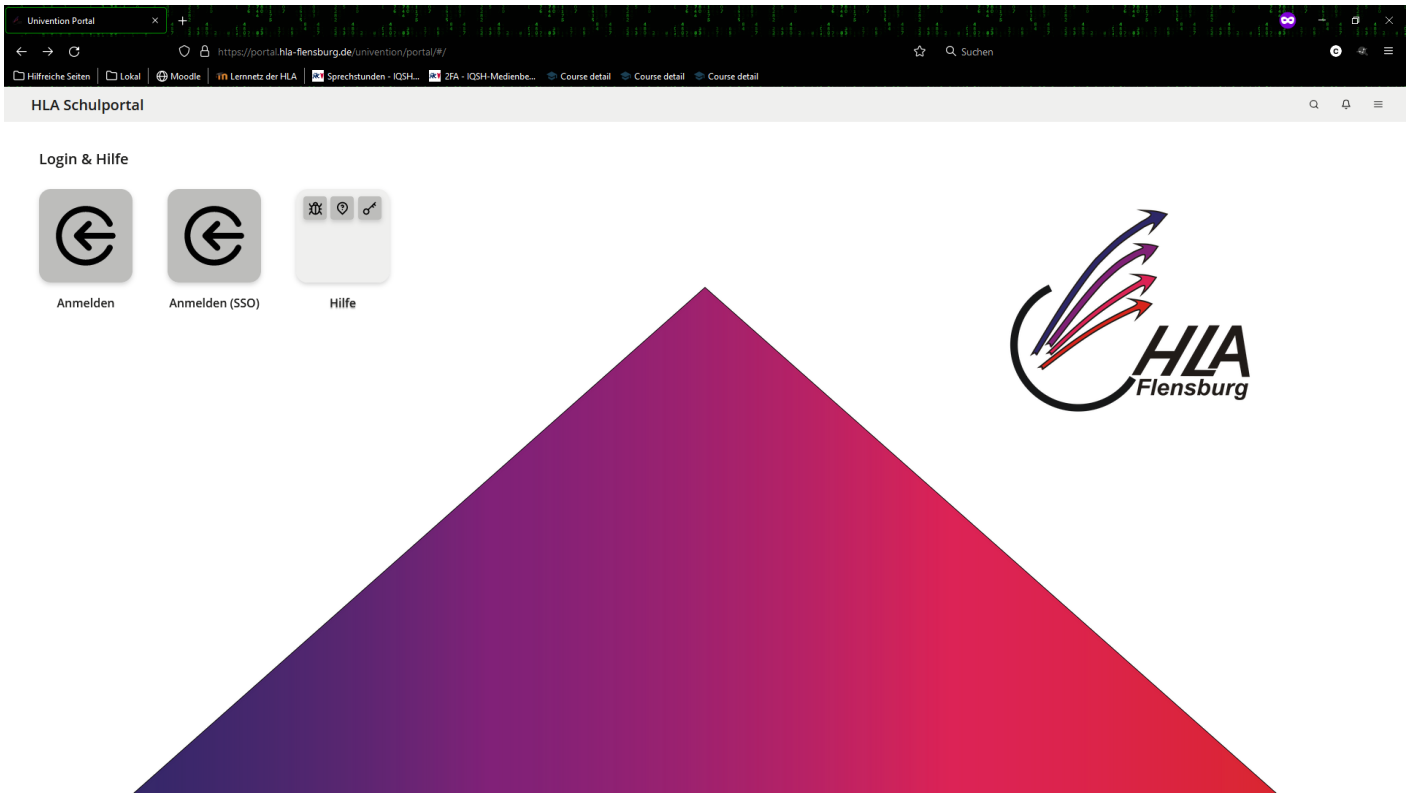 Univention Portal
https://portal.hla-flensburg.de/univention/portal/#/
Suchen
Hilfreiche Seiten
Lokal
Moodle
Lernnetz der HLA
Sprechstunden - IQSH...
2FA - IQSH-Medienbe...
Course detail
Course detail
Course detail
HLA Schulportal
Login & Hilfe
Anmelden
Anmelden (SSO)
Hilfe
HLA
Flensburg